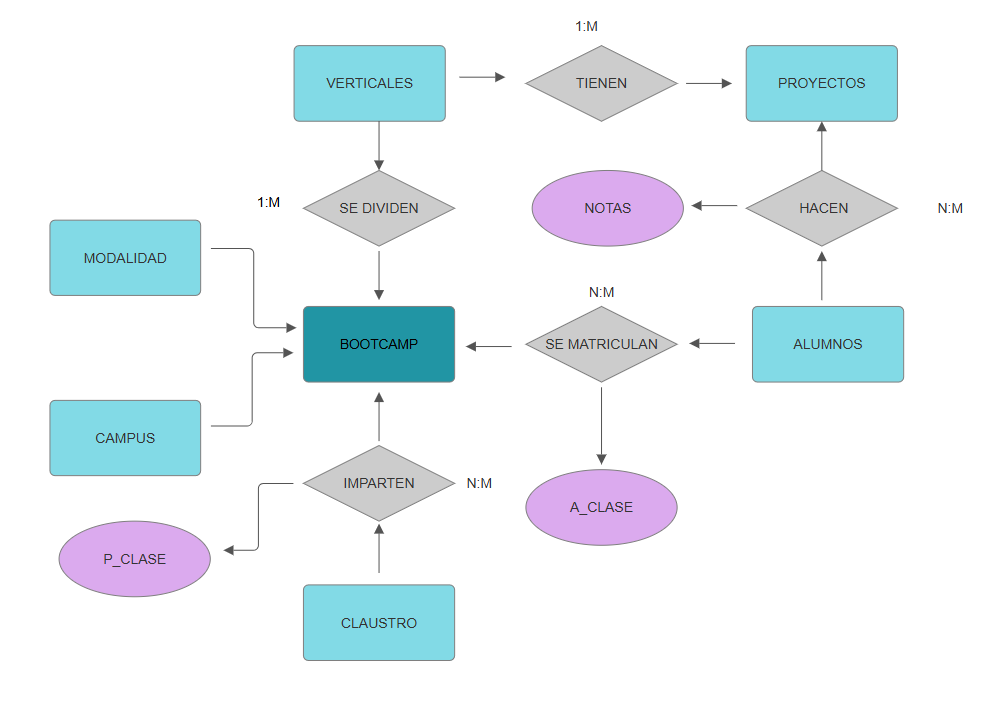 1:M
VERTICALES
TIENEN
PROYECTOS
1:M
SE DIVIDEN
NOTAS
HACEN
N:M
MODALIDAD
N:M
BOOTCAMP
SE MATRICULAN
ALUMNOS
CAMPUS
IMPARTEN
N:M
A_CLASE
P_CLASE
CLAUSTRO